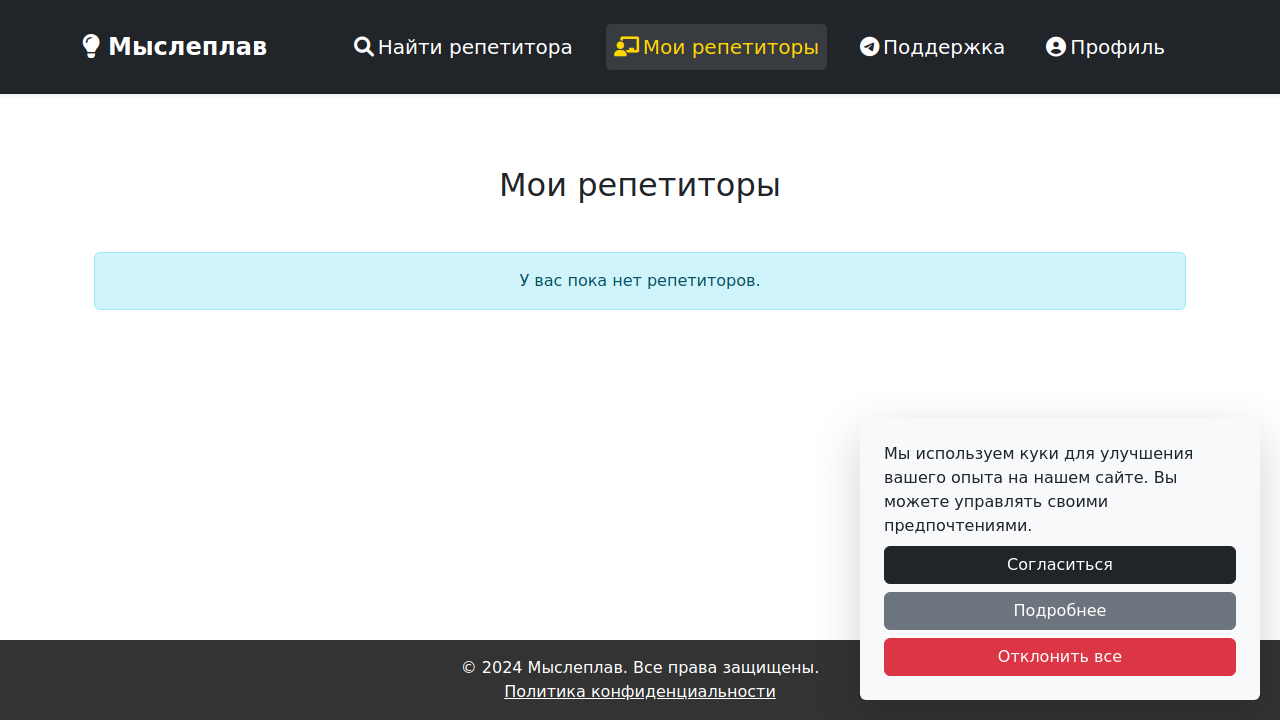 Мыслеплав
Найти репетитора
Мои репетиторы
Поддержка
Профиль
Мои репетиторы
У вас пока нет репетиторов.
Мы используем куки для улучшения
вашего опыта на нашем сайте. Вы
можете управлять своими
предпочтениями.
Согласиться
Подробнее
Отклонить все
© 2024 Мыслеплав. Все права защищены.
Политика конфиденциальности